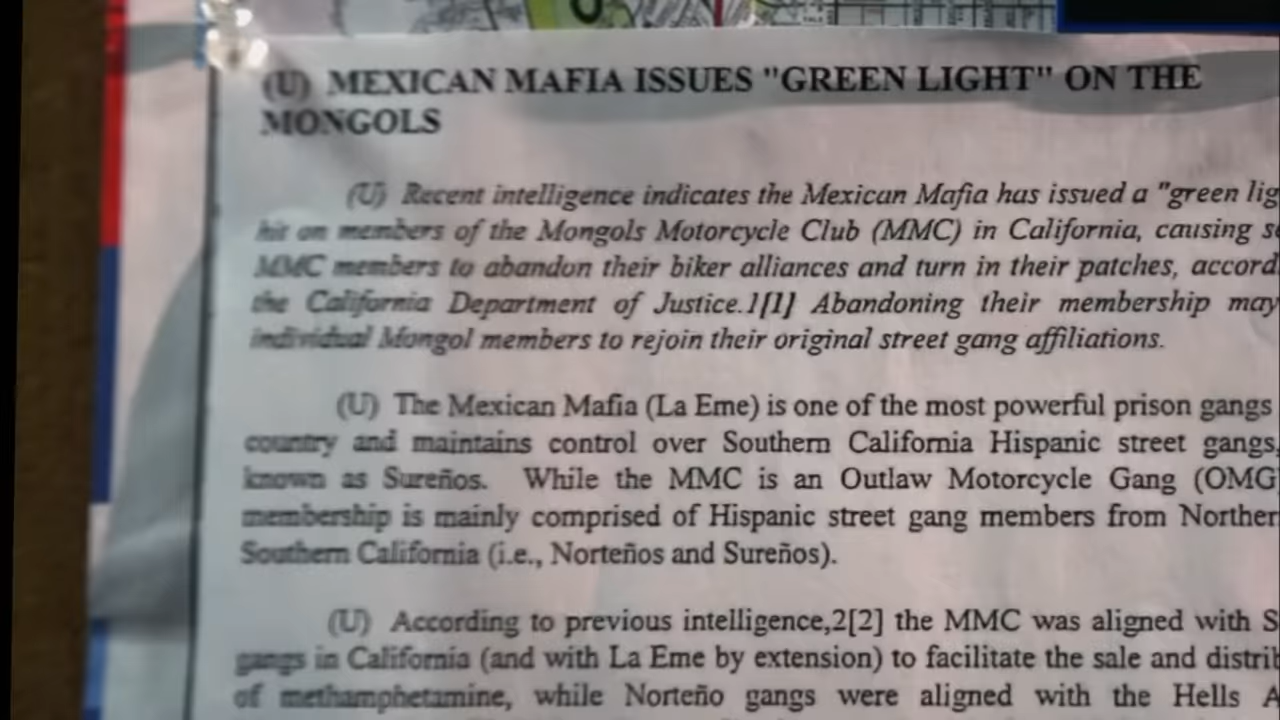 (U) MEXICAN MAFIA ISSUES "GREEN LIGHT" ON THE
MONGOLS
(U) Recent intelligence indicates the Mexican Mafia has issued a "green lig
hit on members of the Mongols Motorcycle Club (MMC) in California, causing s
MMC members to abandon their biker alliances and turn in their patches, accord
the California Department of Justice.1[1] Abandoning their membership may
individual Mongol members to rejoin their original street gang affiliations.
(U) The Mexican Mafia (La Eme) is one of the most powerful prison gangs
country and maintains control over Southern California Hispanic street gangs,
known as Sureños. While the MMC is an Outlaw Motorcycle Gang (OMG
membership is mainly comprised of Hispanic street gang members from Norther
Southern California (i.e., Norteños and Sureños).
(U) According to previous intelligence,2[2] the MMC was aligned with S
gangs in California (and with La Eme by extension) to facilitate the sale and distrib
of methamphetamine, while Norteño gangs were aligned with the Hells A